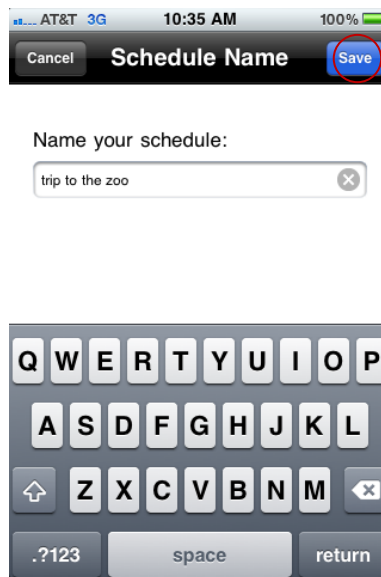 AT&T 3G 10:35 AM 100%
Cancel Schedule Name Save
Name your schedule:
trip to the zoo
Q W E R T Y U I O P
A S D F G H J K L
Z X C V B N M
.?123 space return